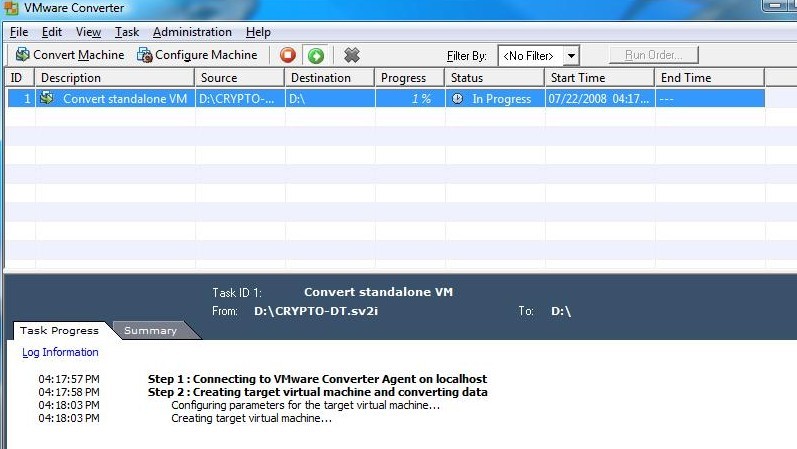 VMware Converter
File Edit View Task Administration Help
Convert Machine Configure Machine Filter By: <No Filter> Run Order...
ID Description Source Destination Progress Status Start Time End Time
1 Convert standalone VM D:\CRYPTO-... D:\ 1 % In Progress 07/22/2008 04:17... ---
Task ID 1: Convert standalone VM
From: D:\CRYPTO-DT.sv2i To: D:\
Task Progress Summary
Log Information
04:17:57 PM Step 1 : Connecting to VMware Converter Agent on localhost
04:17:58 PM Step 2 : Creating target virtual machine and converting data
04:18:03 PM Configuring parameters for the target virtual machine...
04:18:03 PM Creating target virtual machine...